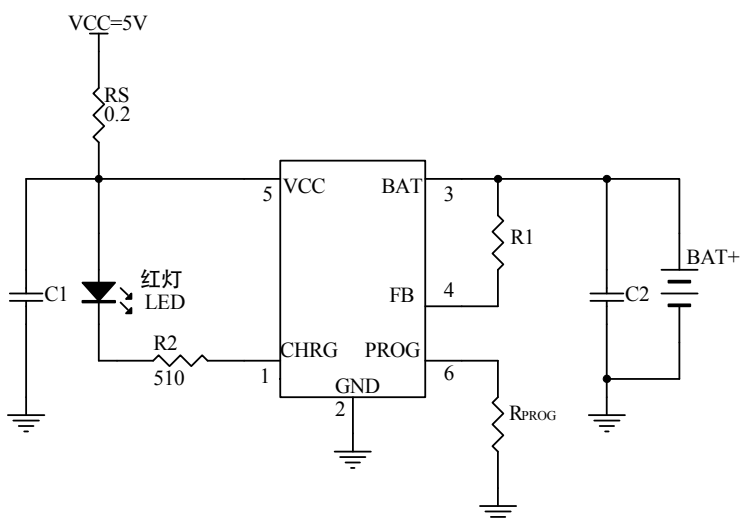 VCC=5V
RS
0.2
5
VCC
BAT
3
R1
BAT+
C1
红灯
LED
FB
4
C2
R2
510
1
CHRG
PROG
6
GND
2
RPROG